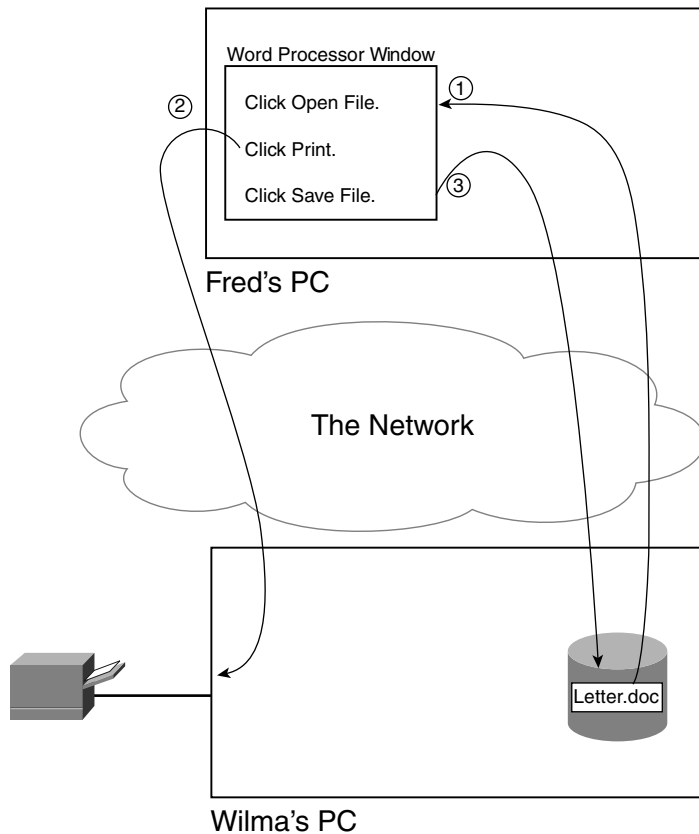 Word Processor Window
①
②
Click Open File.
Click Print.
Click Save File.
③
Fred’s PC
The Network
Letter.doc
Wilma’s PC